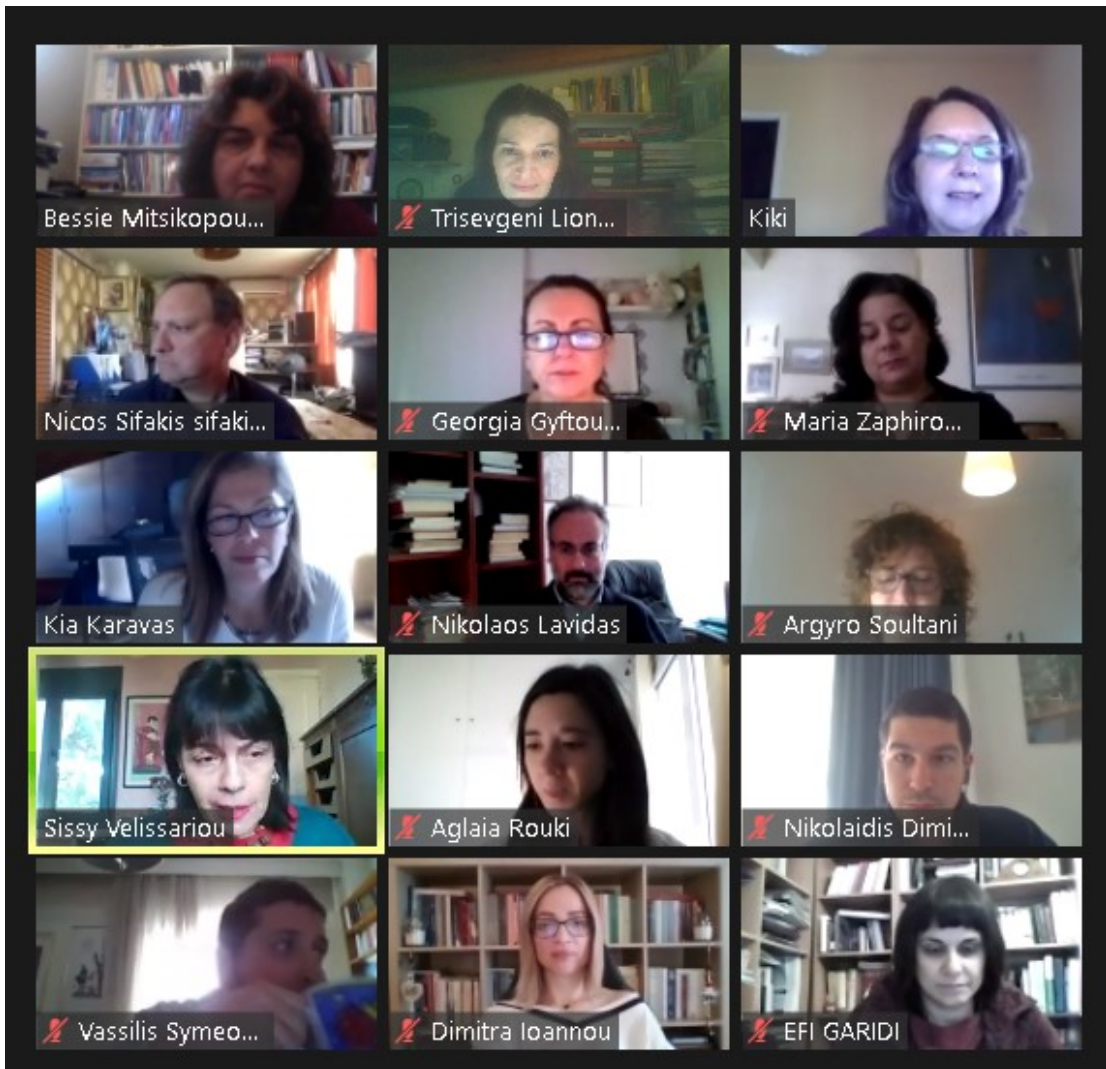 Bessie Mitsikopou...
Trisevgeni Lion...
Kiki
Nicos Sifakis sifaki...
Georgia Gyftou...
Maria Zaphiro...
Kia Karavas
Nikolaos Lavidas
Argyro Soultani
Sissy Velissariou
Aglaia Rouki
Nikolaidis Dimi...
Vassilis Symeo...
Dimitra Ioannou
EFI GARIDI